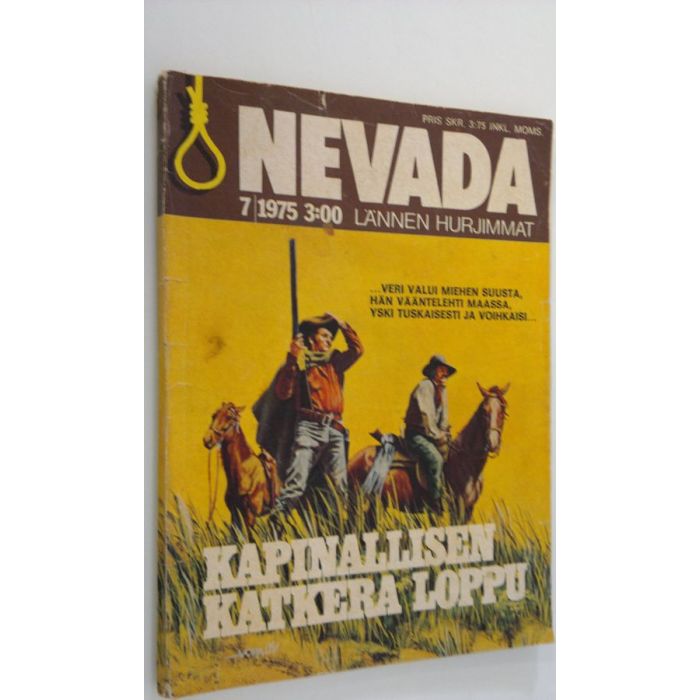 PRIS SKR. 3:75 INKL. MOMS.
NEVADA
7/1975 3:00 LÄNNEN HURJIMMAT
...VERI VALUI MIEHEN SUUSTA,
HÄN VÄÄNTELEHTI MAASSA,
YSKI TUSKAISESTI JA VOIHKAISI...
KAPINALLISEN
KATKERA LOPPU